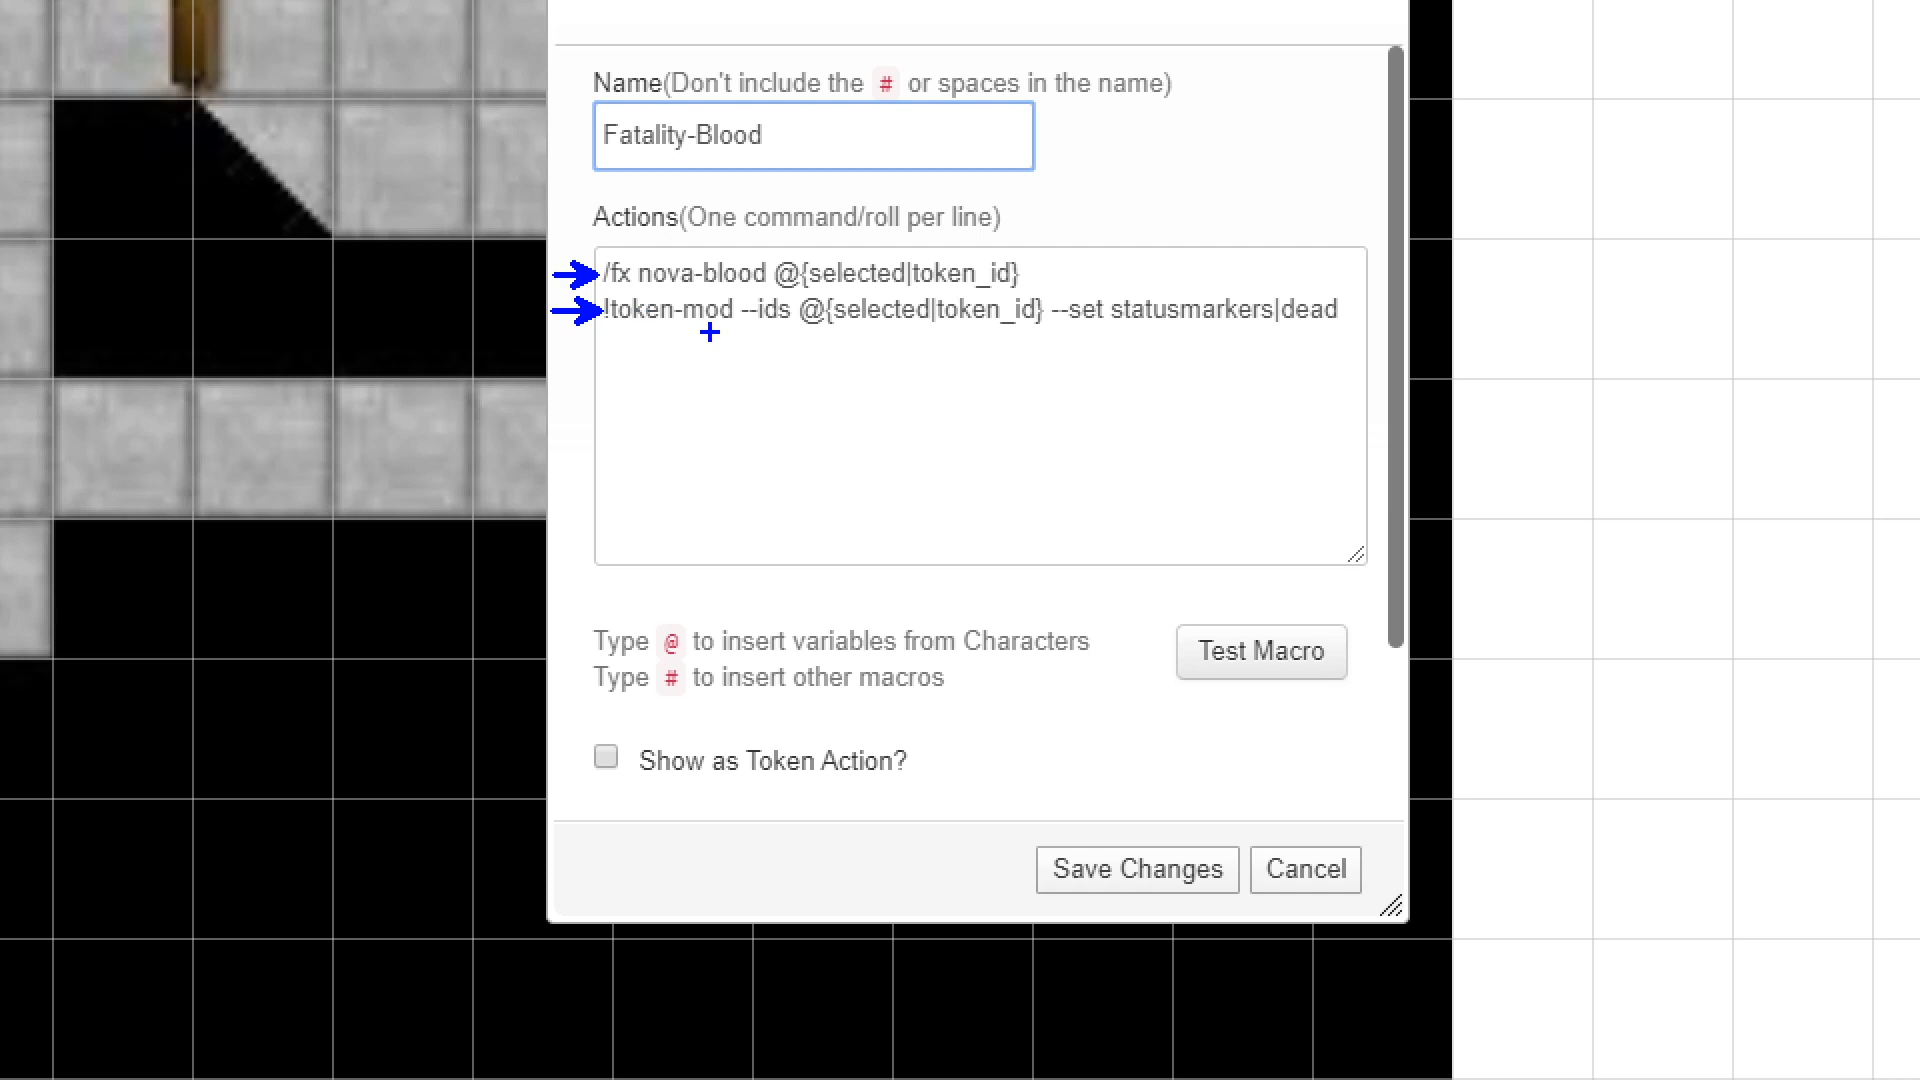 Name(Don't include the # or spaces in the name)
Fatality-Blood
Actions(One command/roll per line)
/fx nova-blood @{selected|token_id}
!token-mod --ids @{selected|token_id} --set statusmarkers|dead
Type @ to insert variables from Characters
Type # to insert other macros
Test Macro
Show as Token Action?
Save Changes
Cancel